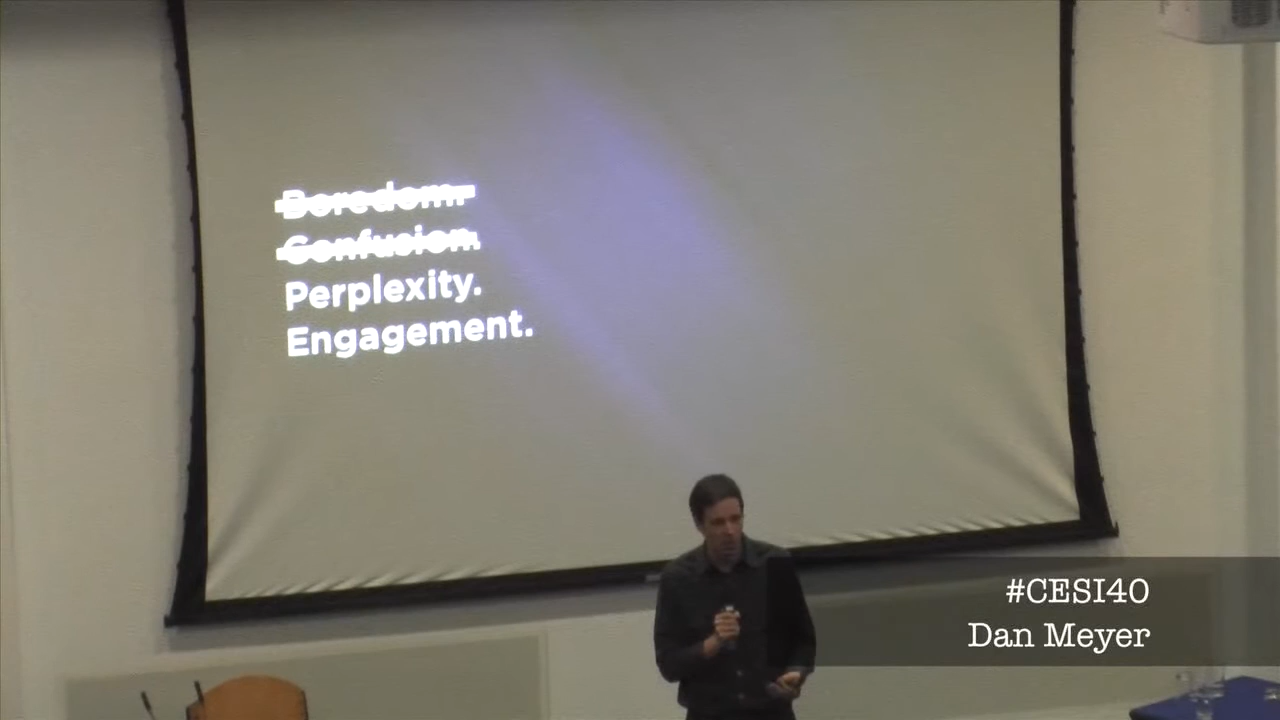 Boredom.
Confusion.
Perplexity.
Engagement.
#CESI40
Dan Meyer